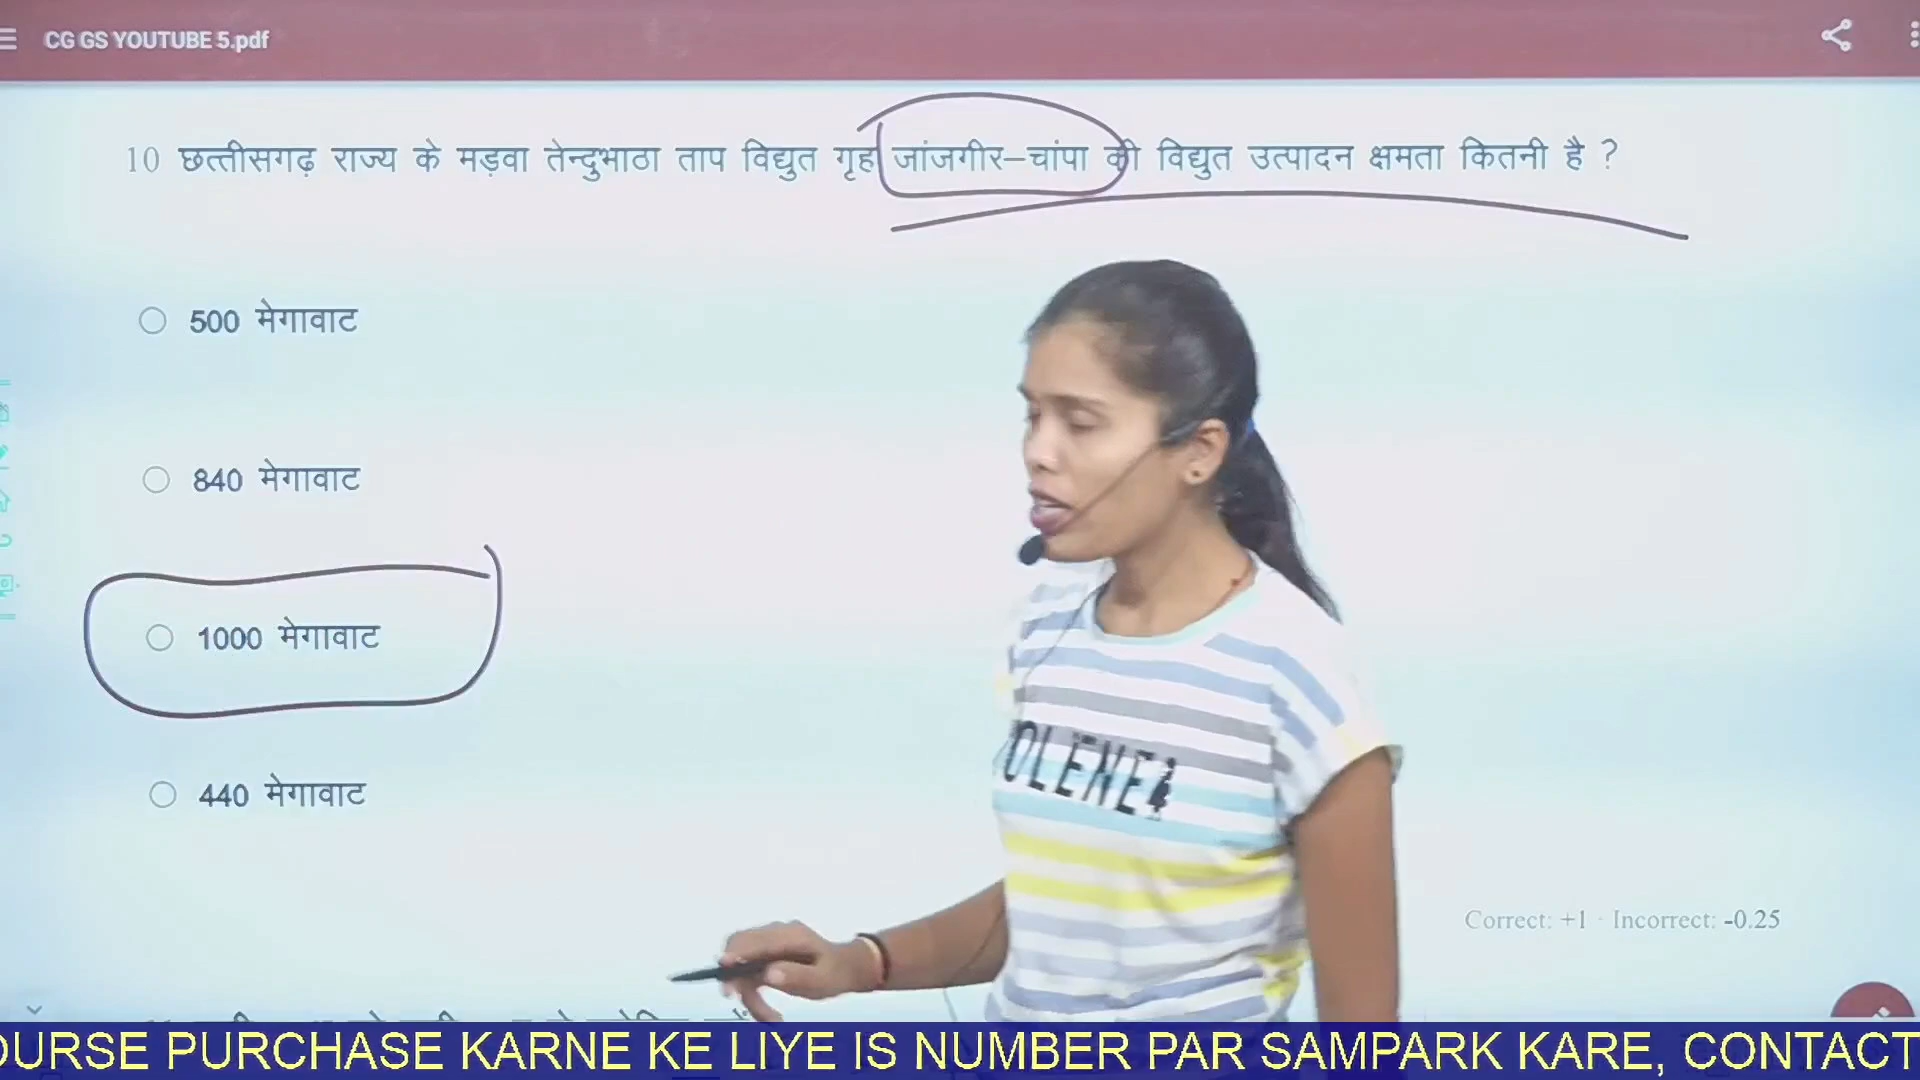 CG GS YOUTUBE 5.pdf
10 छत्तीसगढ़ राज्य के मड़वा तेन्दुभाठा ताप विद्युत गृह जांजगीर–चांपा की विद्युत उत्पादन क्षमता कितनी है ?
500 मेगावाट
840 मेगावाट
1000 मेगावाट
440 मेगावाट
OLENE
Correct: +1 · Incorrect: -0.25
OURSE PURCHASE KARNE KE LIYE IS NUMBER PAR SAMPARK KARE, CONTACT